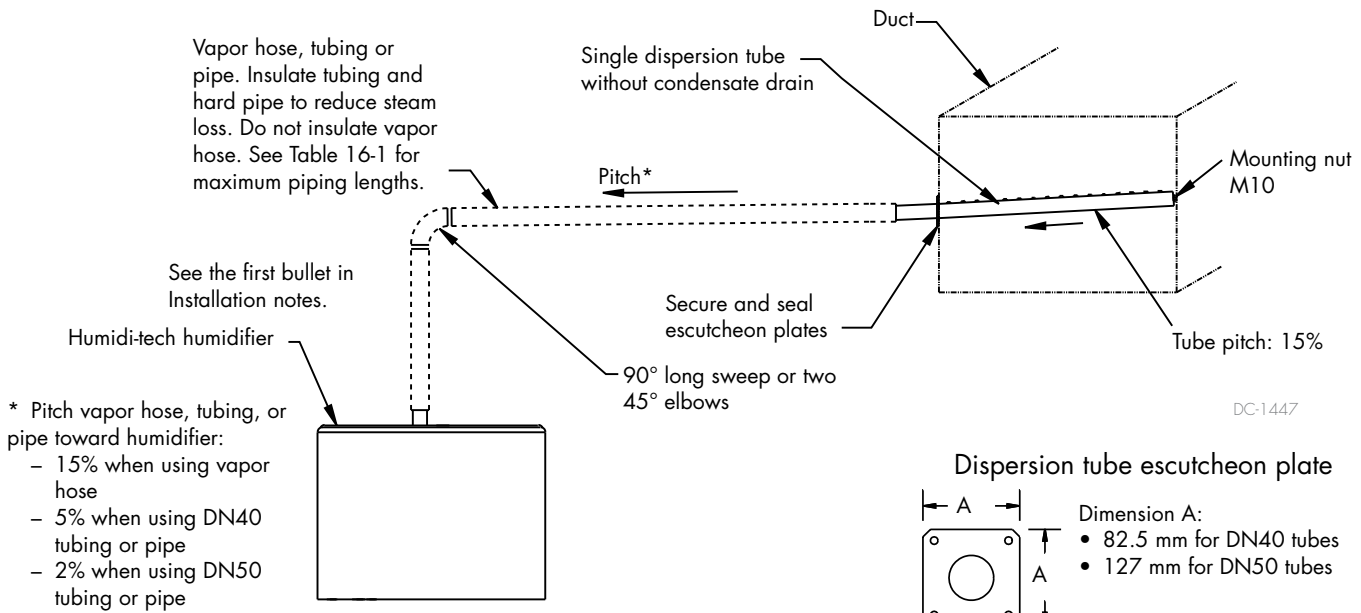 Duct
Vapor hose, tubing or
pipe. Insulate tubing and
hard pipe to reduce steam
loss. Do not insulate vapor
hose. See Table 16-1 for
maximum piping lengths.
Single dispersion tube
without condensate drain
Pitch*
Mounting nut
M10
See the first bullet in
Installation notes.
Humidi-tech humidifier
Secure and seal
escutcheon plates
Tube pitch: 15%
90° long sweep or two
45° elbows
DC-1447
* Pitch vapor hose, tubing, or
pipe toward humidifier:
– 15% when using vapor
hose
– 5% when using DN40
tubing or pipe
– 2% when using DN50
tubing or pipe
Dispersion tube escutcheon plate
A
A
Dimension A:
• 82.5 mm for DN40 tubes
• 127 mm for DN50 tubes